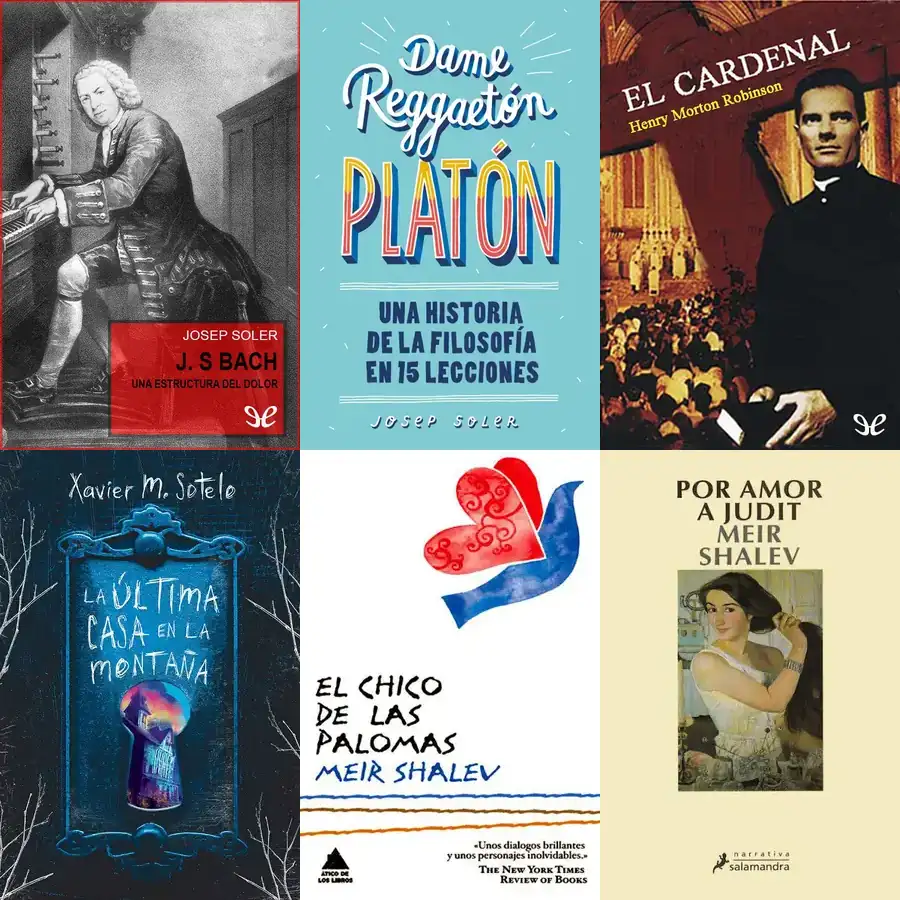 JOSEP SOLER
J. S BACH
UNA ESTRUCTURA DEL DOLOR
Dame
Reggaetón
PLATÓN
UNA HISTORIA
DE LA FILOSOFÍA
EN 15 LECCIONES
JOSEP SOLER
EL CARDENAL
Henry Morton Robinson
Xavier M. Sotelo
LA ÚLTIMA
CASA EN LA
MONTAÑA
EL CHICO
DE LAS
PALOMAS
MEIR SHALEV
«Unos dialogos brillantes
y unos personajes inolvidables.»
THE NEW YORK TIMES
REVIEW OF BOOKS
ÁTICO DE
LOS LIBROS
POR AMOR
A JUDIT
MEIR
SHALEV
narrativa
salamandra